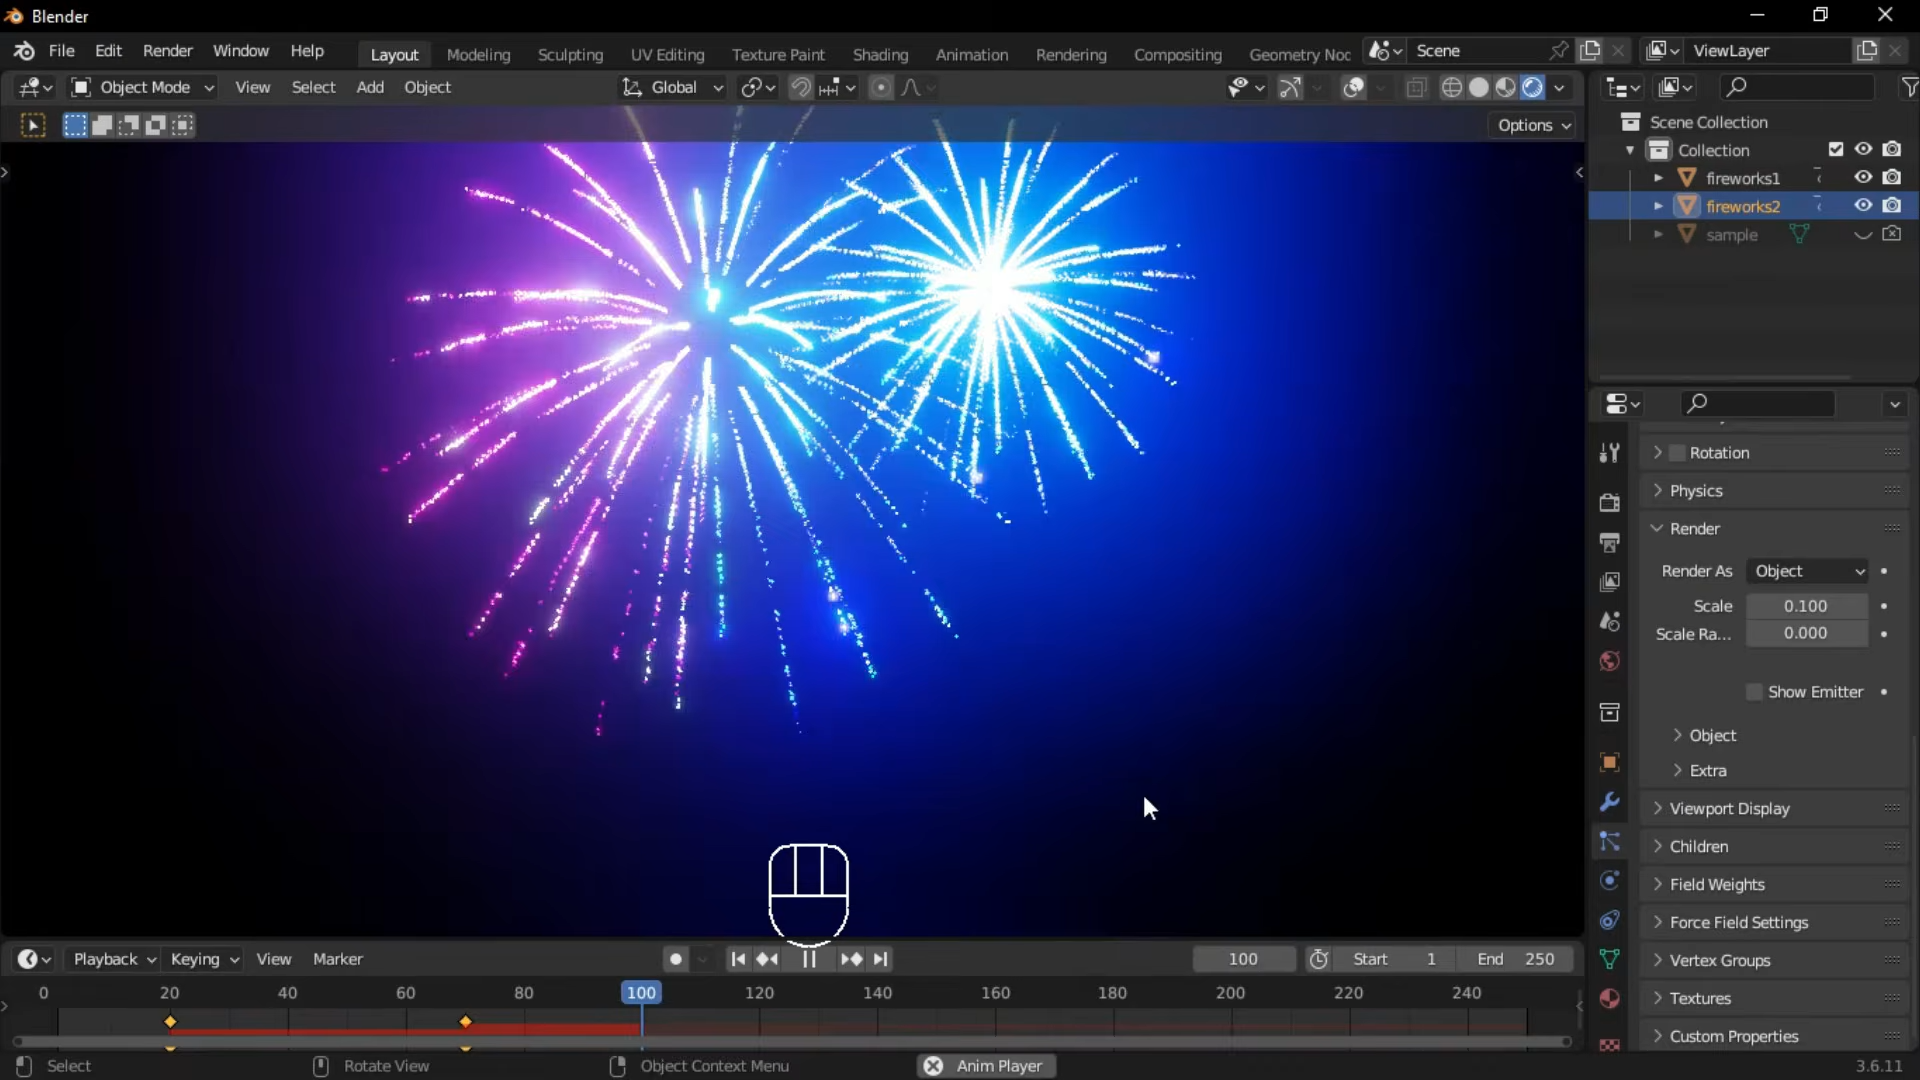 Blender
File Edit Render Window Help Layout Modeling Sculpting UV Editing Texture Paint Shading Animation Rendering Compositing Geometry Noc Scene ViewLayer
Object Mode View Select Add Object Global
Options
Scene Collection
Collection
fireworks1
fireworks2
sample
Rotation
Physics
Render
Render As Object
Scale 0.100
Scale Ra... 0.000
Show Emitter
Object
Extra
Viewport Display
Children
Field Weights
Force Field Settings
Vertex Groups
Textures
Custom Properties
Playback Keying View Marker 100 Start 1 End 250
0 20 40 60 80 100 120 140 160 180 200 220 240
Select Rotate View Object Context Menu Anim Player 3.6.11